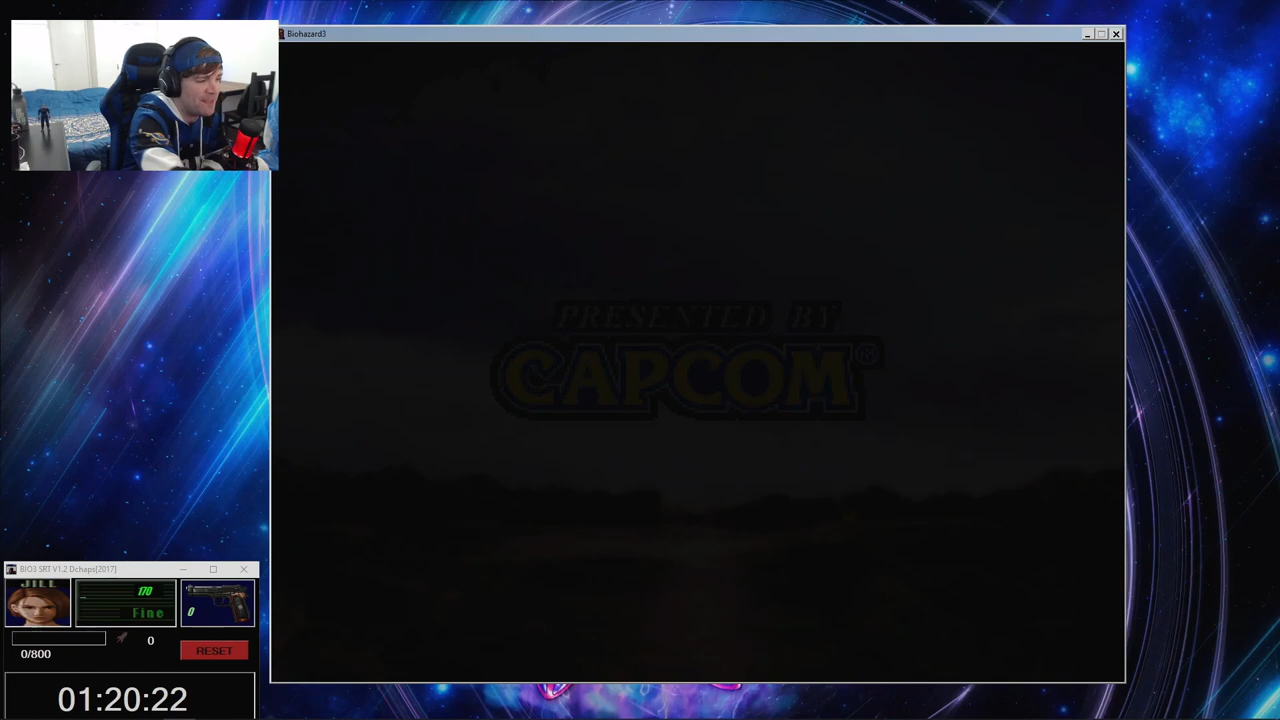 Biohazard3
PRESENTED BY
CAPCOM®
BIO3 SRT V1.2 Dchaps[2017]
JILL
170
Fine
0
0
0/800
RESET
01:20:22